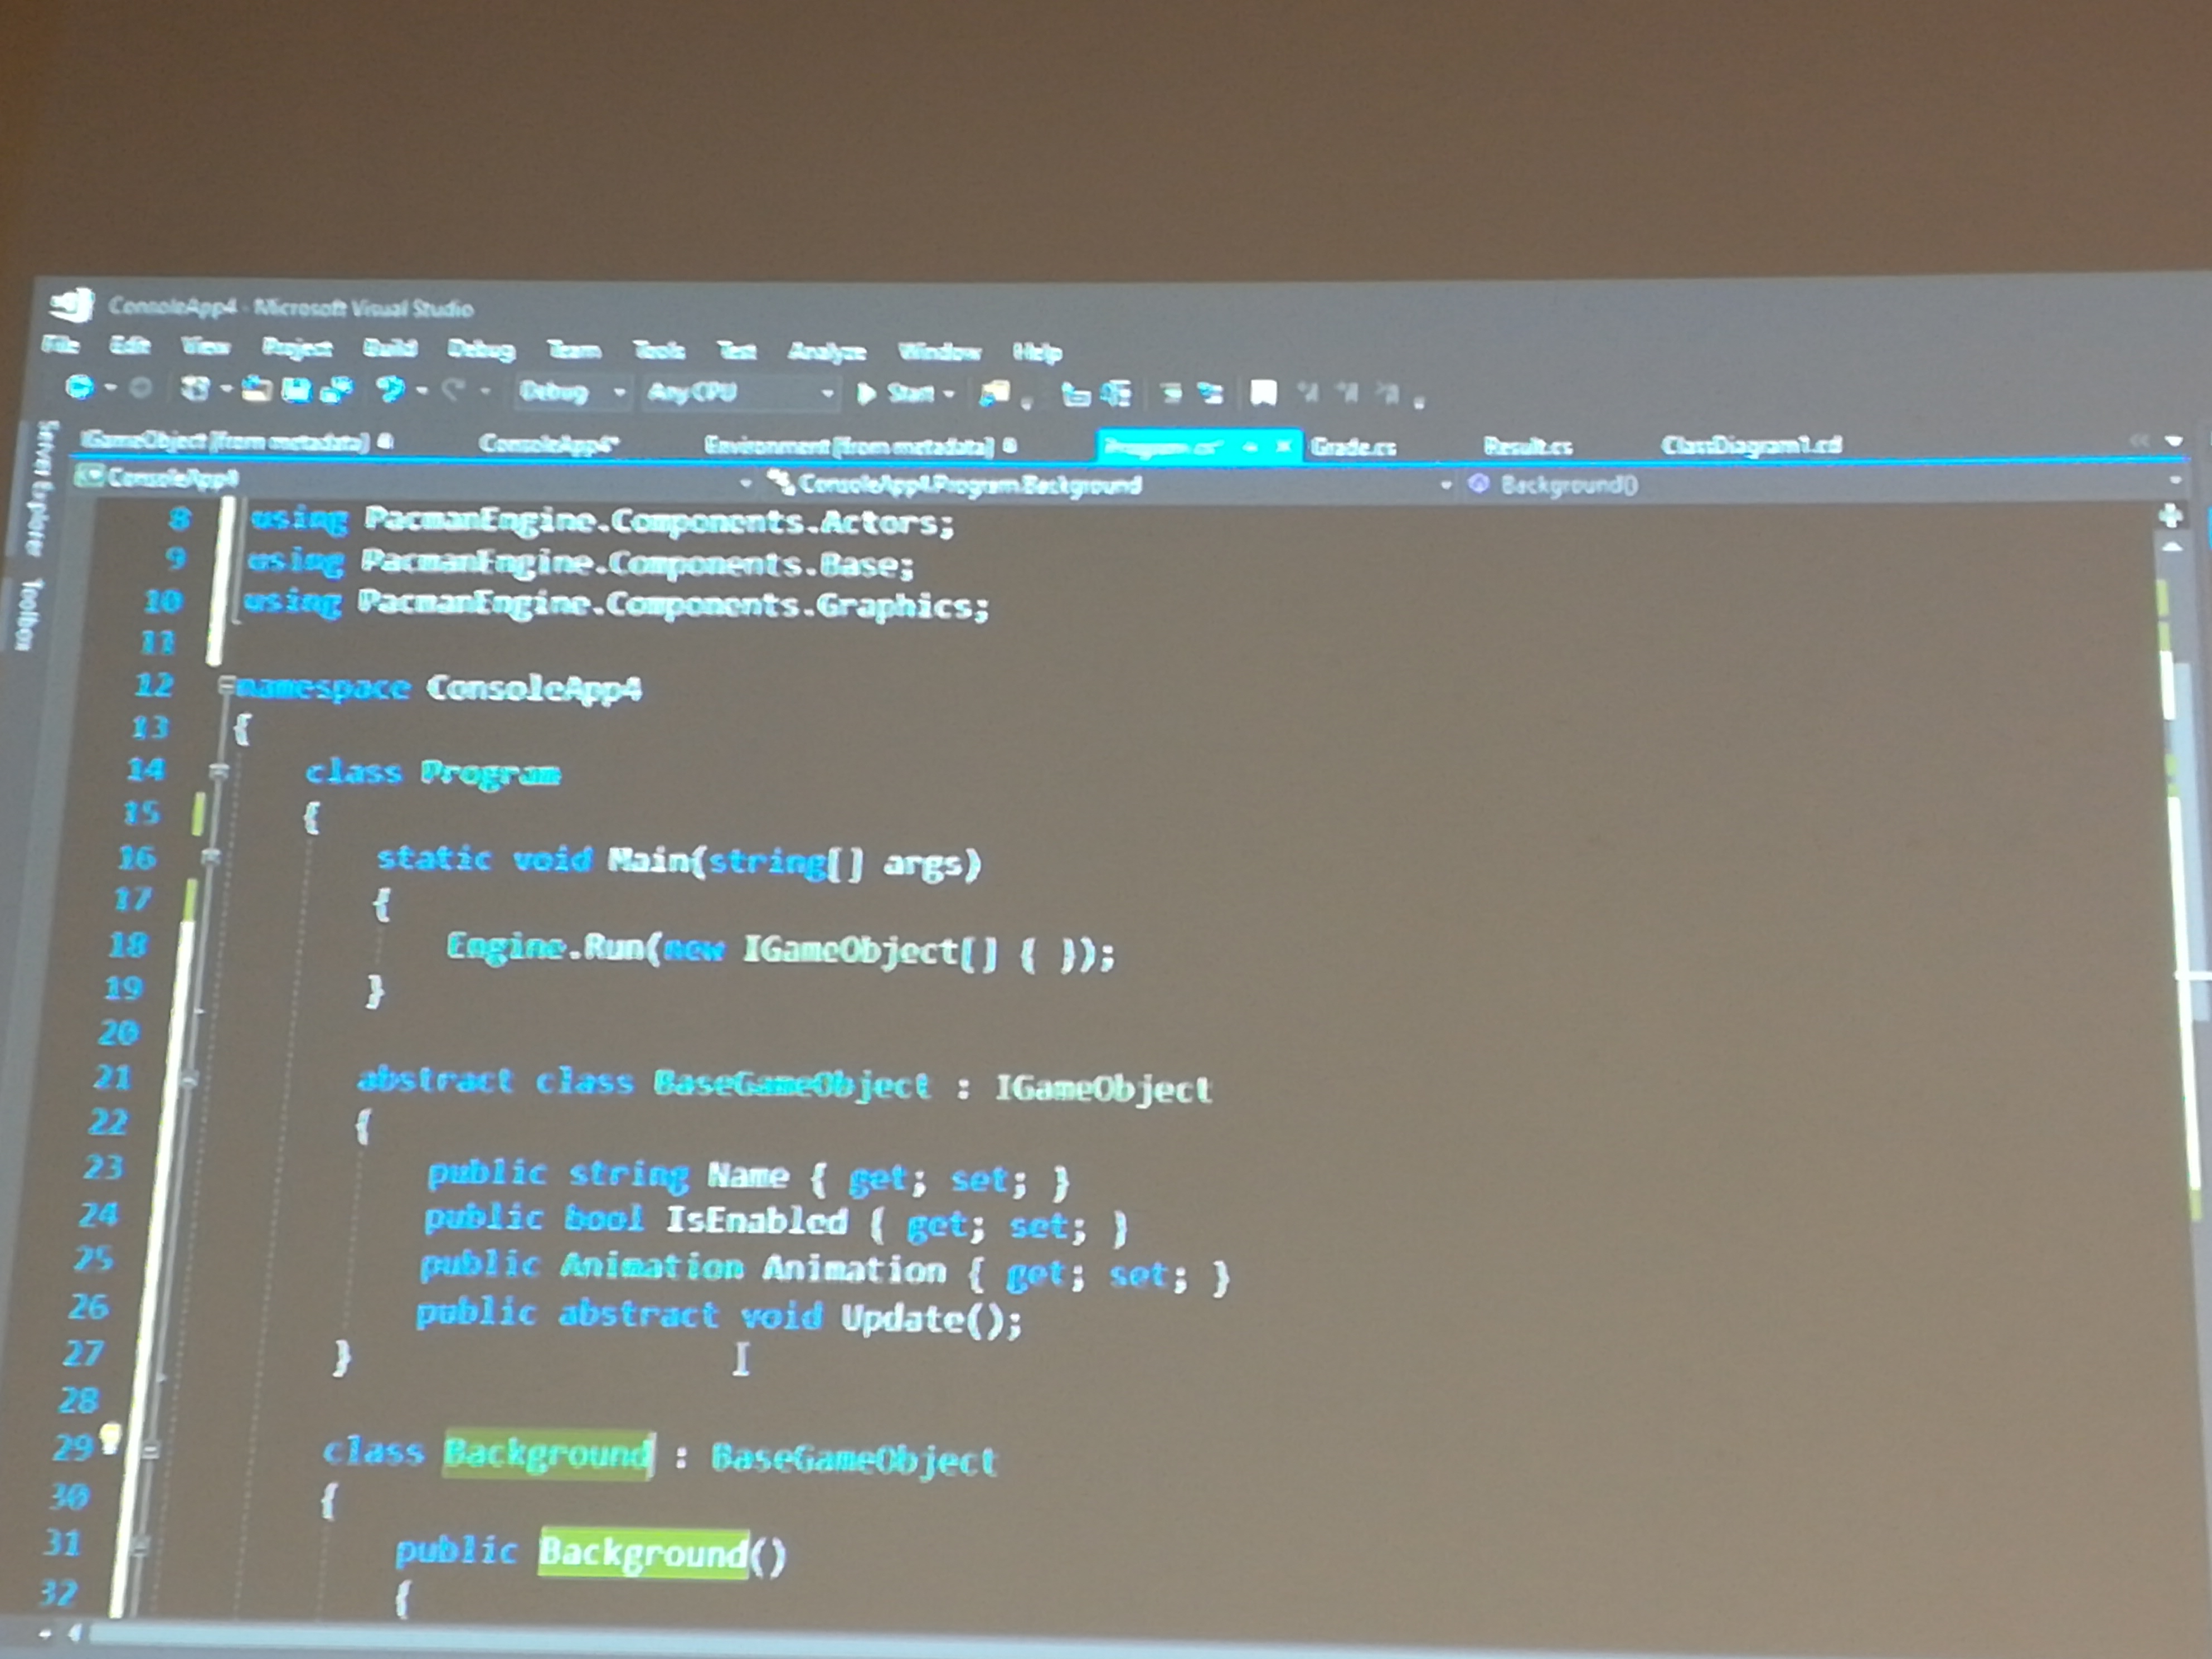 ConsoleApp4 - Microsoft Visual Studio
File Edit View Project Build Debug Team Tools Test Analyze Window Help
Debug Any CPU Start
IGameObject [from metadata] ConsoleApp4* Environment [from metadata] Program.cs* Grade.cs Result.cs ClassDiagram1.cd
ConsoleApp4 ConsoleApp4.Program.Background Background()
Server Explorer
Toolbox
8 using PacmanEngine.Components.Actors;
9 using PacmanEngine.Components.Base;
10 using PacmanEngine.Components.Graphics;
11
12 namespace ConsoleApp4
13 {
14 class Program
15 {
16 static void Main(string[] args)
17 {
18 Engine.Run(new IGameObject[] { });
19 }
20
21 abstract class BaseGameObject : IGameObject
22 {
23 public string Name { get; set; }
24 public bool IsEnabled { get; set; }
25 public Animation Animation { get; set; }
26 public abstract void Update();
27 }
28
29 class Background : BaseGameObject
30 {
31 public Background()
32 {